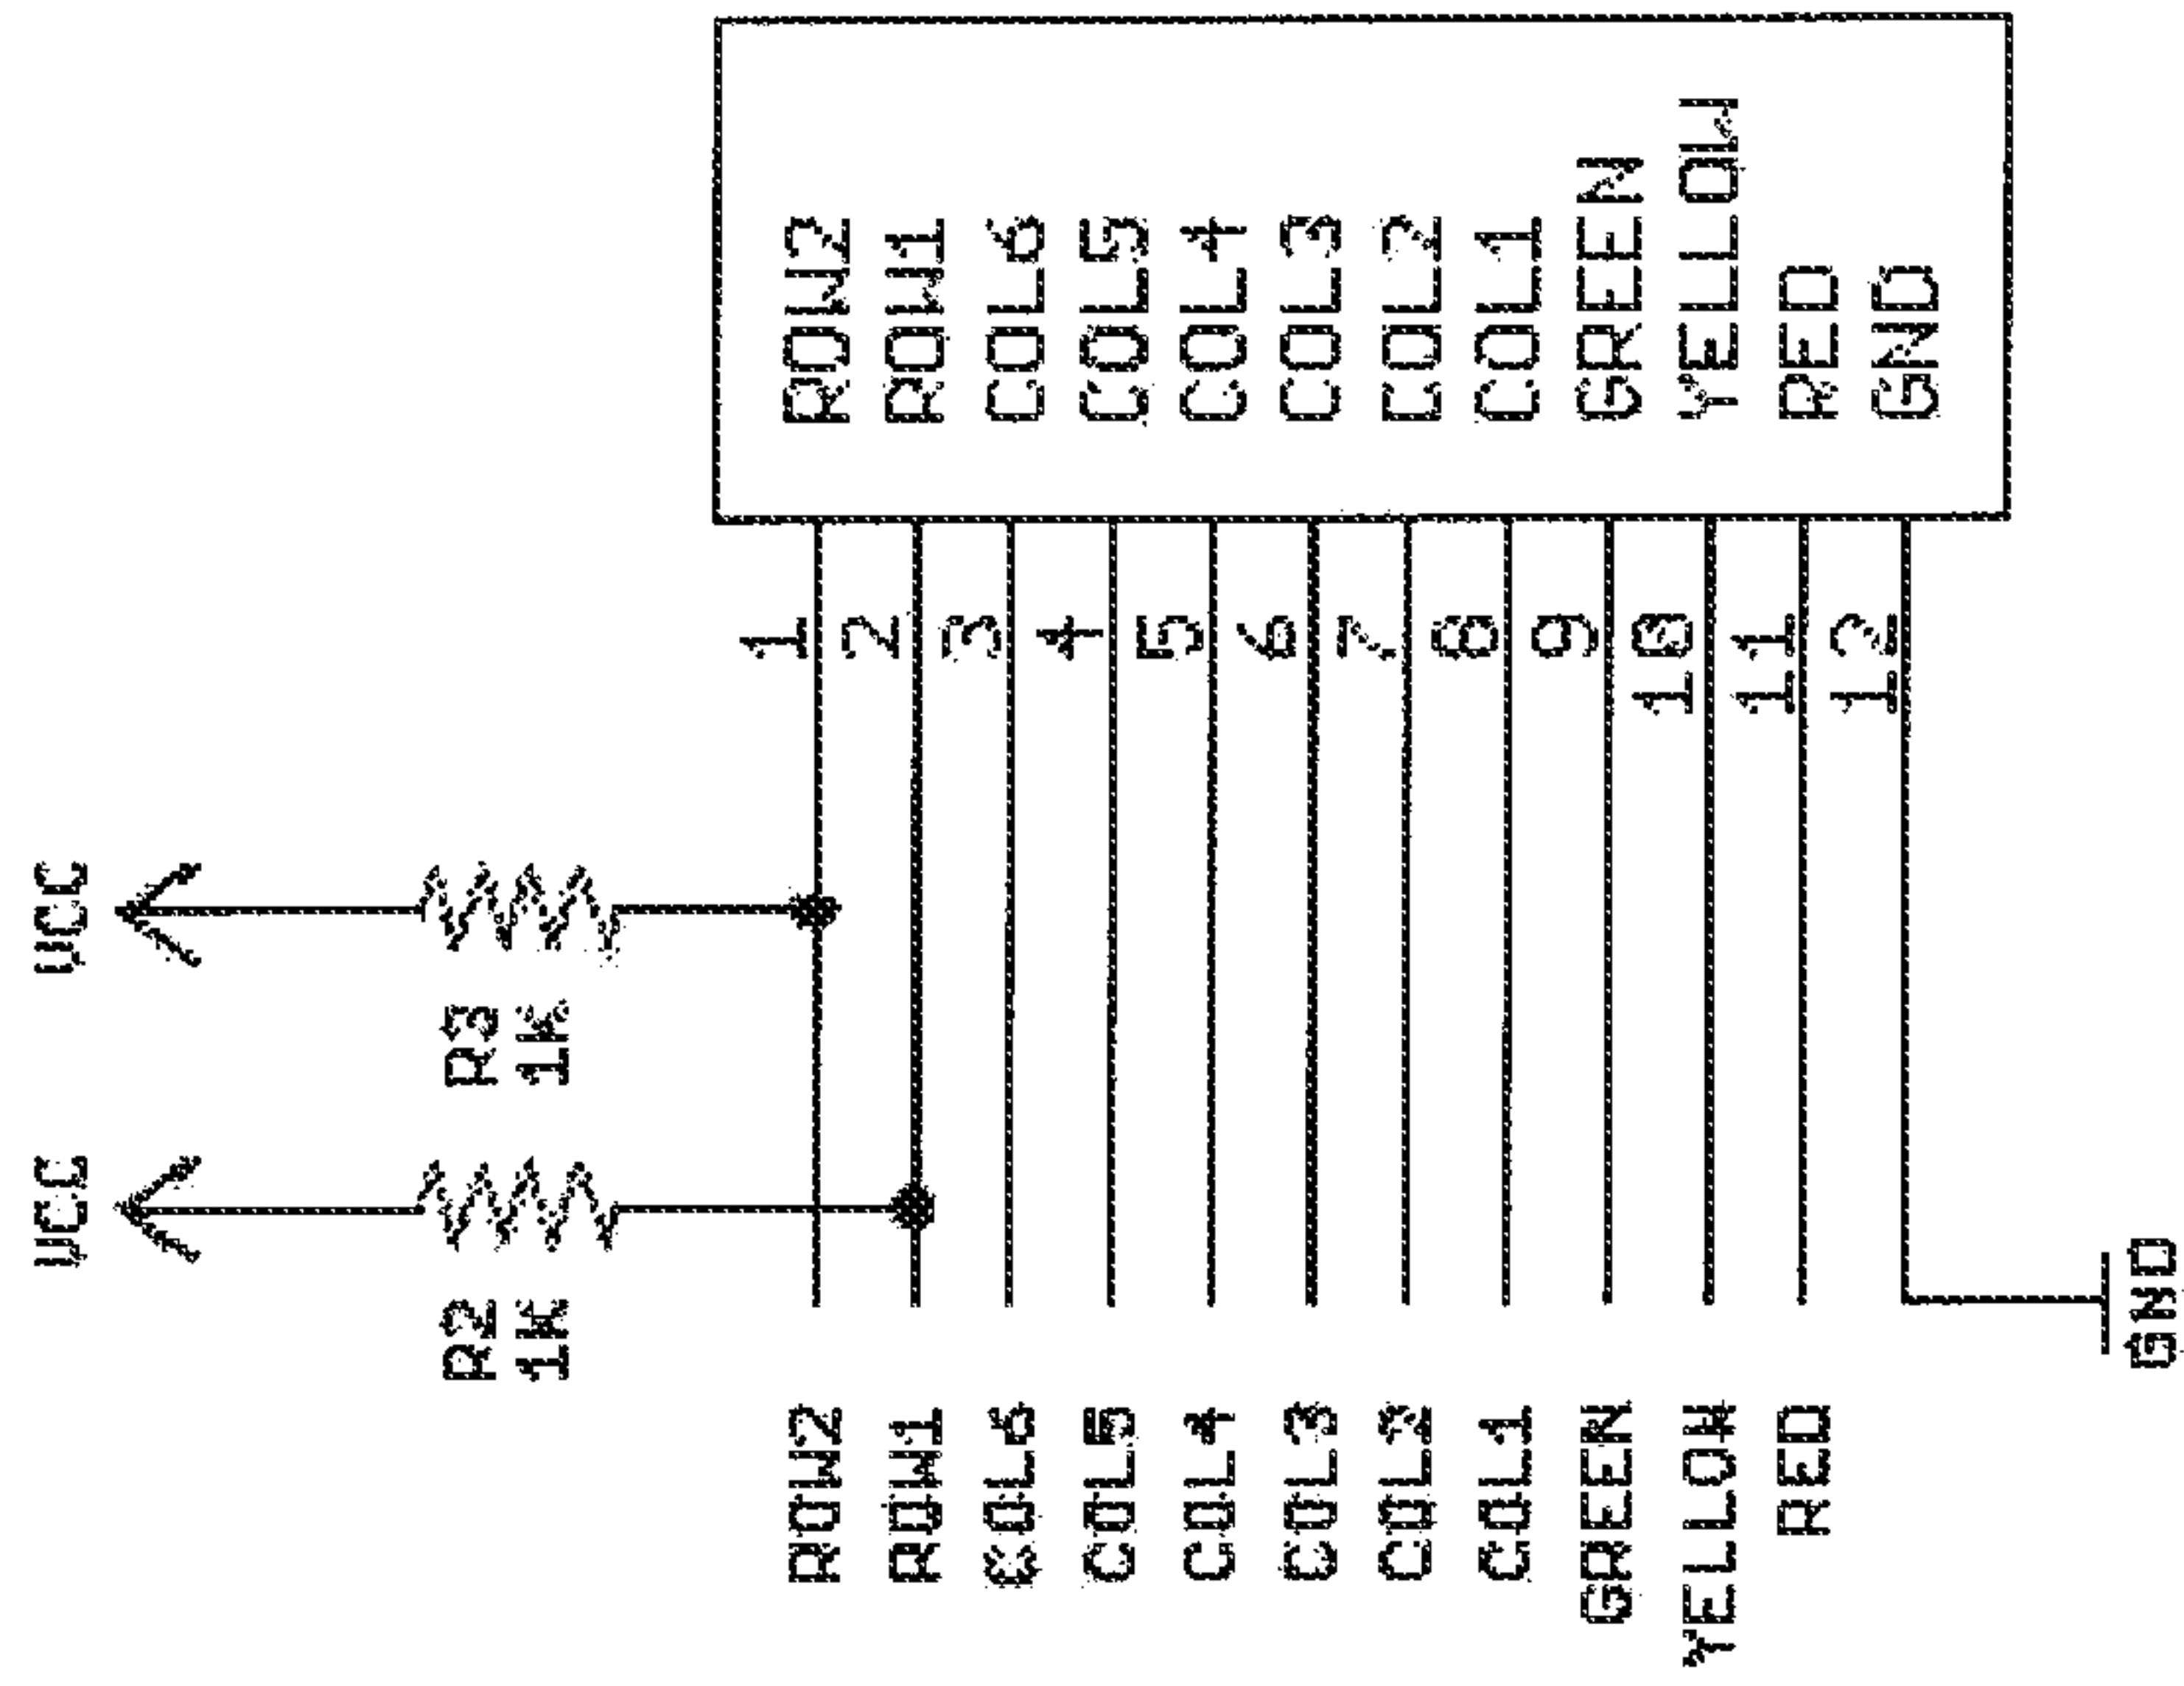 VCC VCC
R2 R3
1K 1K
ROW2 1 ROW2
ROW1 2 ROW1
COL6 3 COL6
COL5 4 COL5
COL4 5 COL4
COL3 6 COL3
COL2 7 COL2
COL1 8 COL1
GREEN 9 GREEN
YELLOW 10 YELLOW
RED 11 RED
12 GND
GND